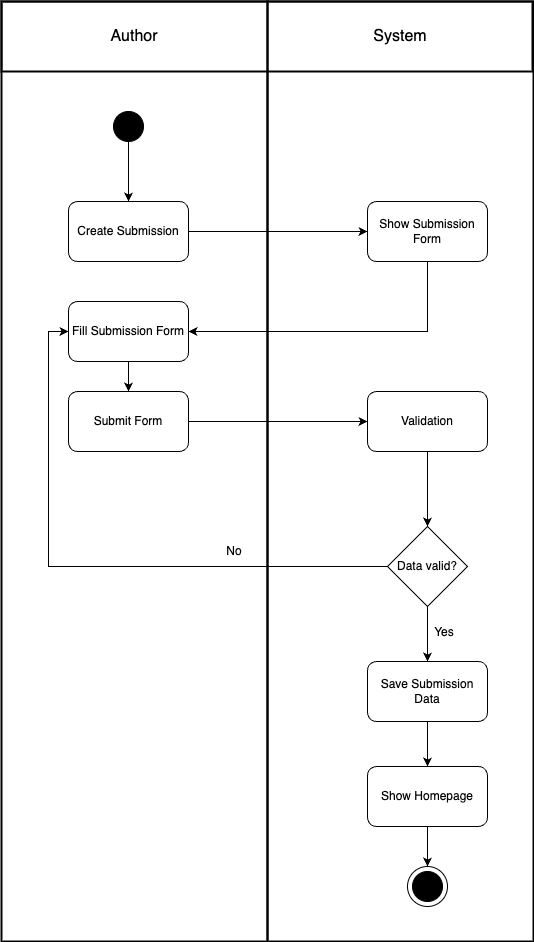 Author
System
Create Submission
Show Submission
Form
Fill Submission Form
Submit Form
Validation
No
Data valid?
Yes
Save Submission
Data
Show Homepage